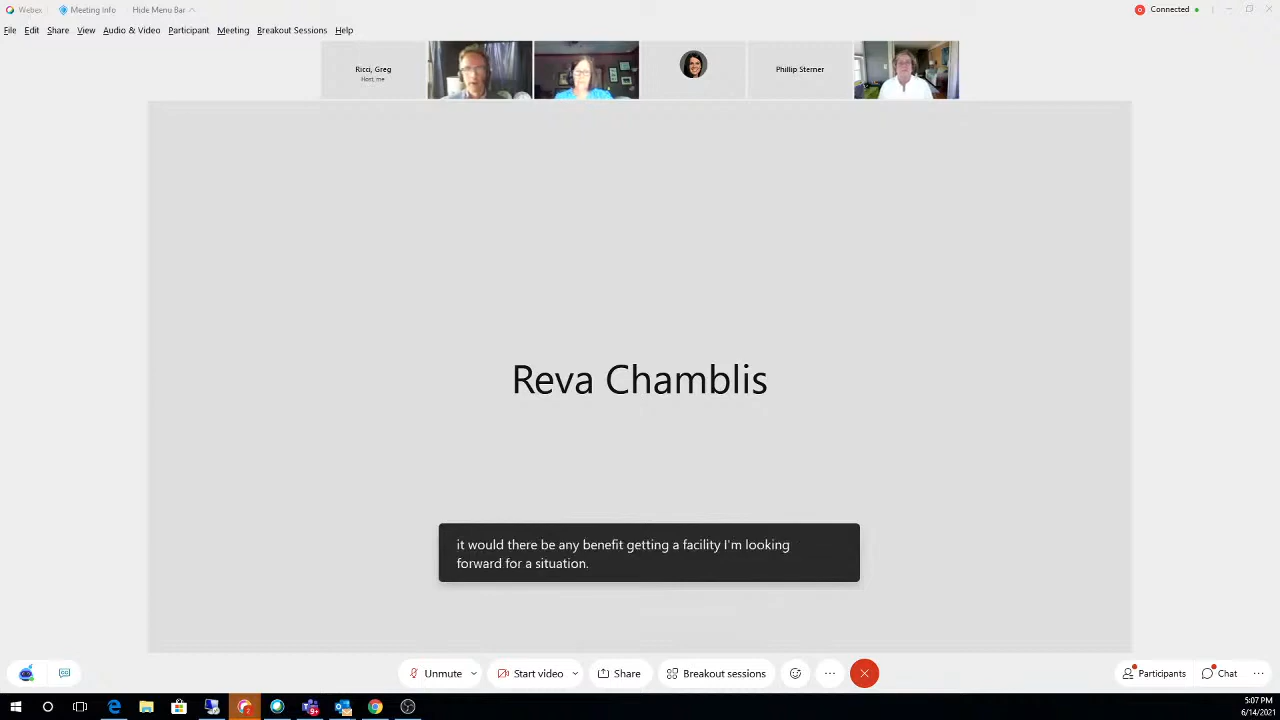 Webex
Meeting Info
Hide Menu Bar
Connected
File Edit Share View Audio & Video Participant Meeting Breakout Sessions Help
Ricci, Greg
Host, me
Phillip Sterner
Reva Chamblis
it would there be any benefit getting a facility I'm looking
forward for a situation.
Unmute
Start video
Share
Breakout sessions
Participants
Chat
5:07 PM
6/14/2021